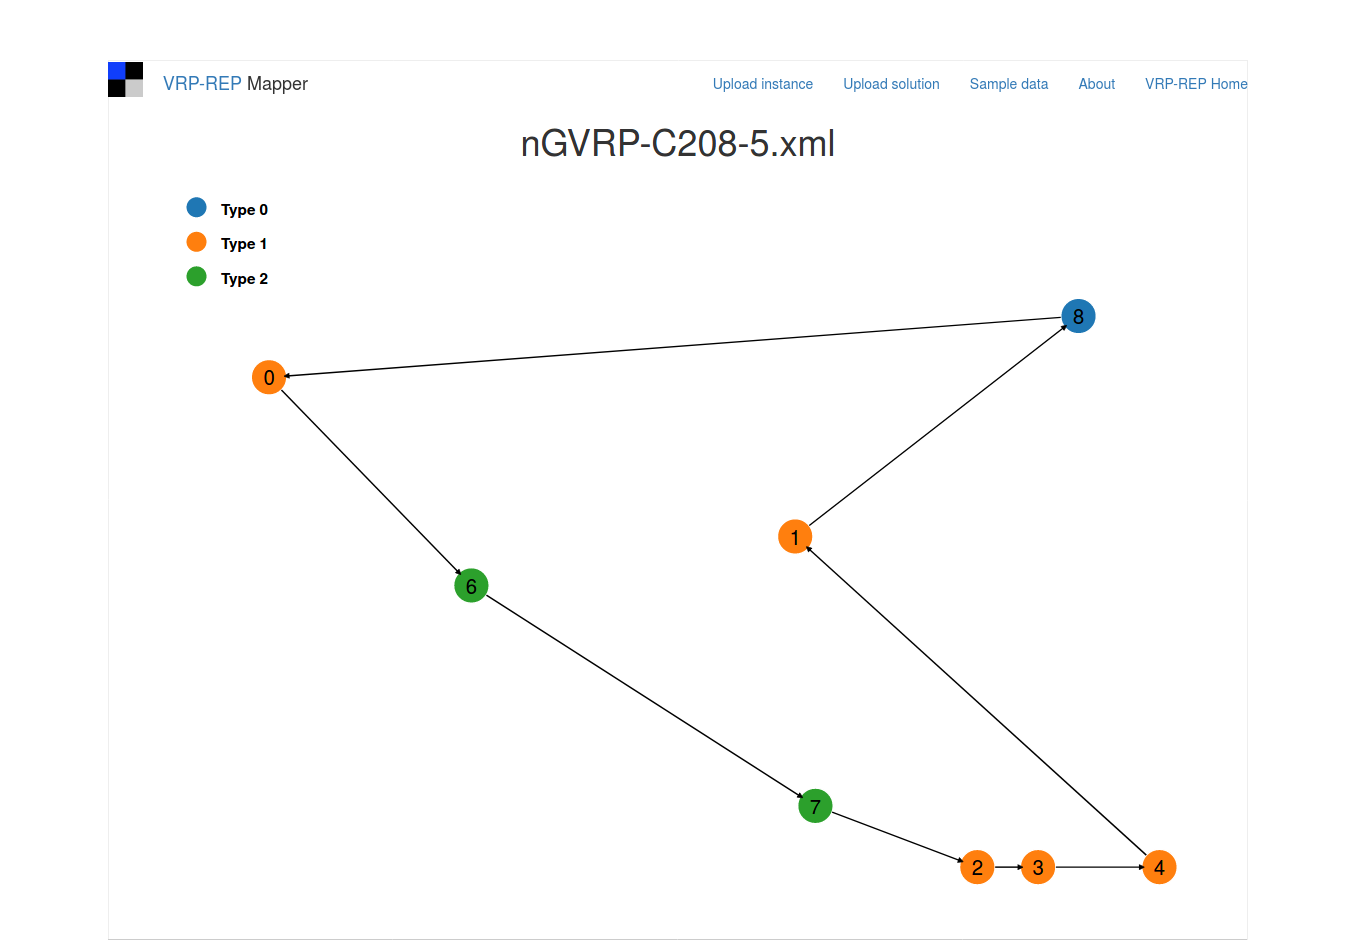 VRP-REP Mapper
Upload instance
Upload solution
Sample data
About
VRP-REP Home
nGVRP-C208-5.xml
Type 0
Type 1
Type 2
8
0
1
6
7
2
3
4